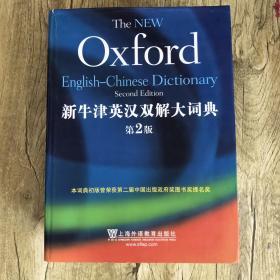 The NEW
Oxford
English–Chinese Dictionary
Second Edition
新牛津英汉双解大词典
第2版
本词典初版曾荣获第二届中国出版政府奖图书奖提名奖
上海外语教育出版社
www.sflep.com